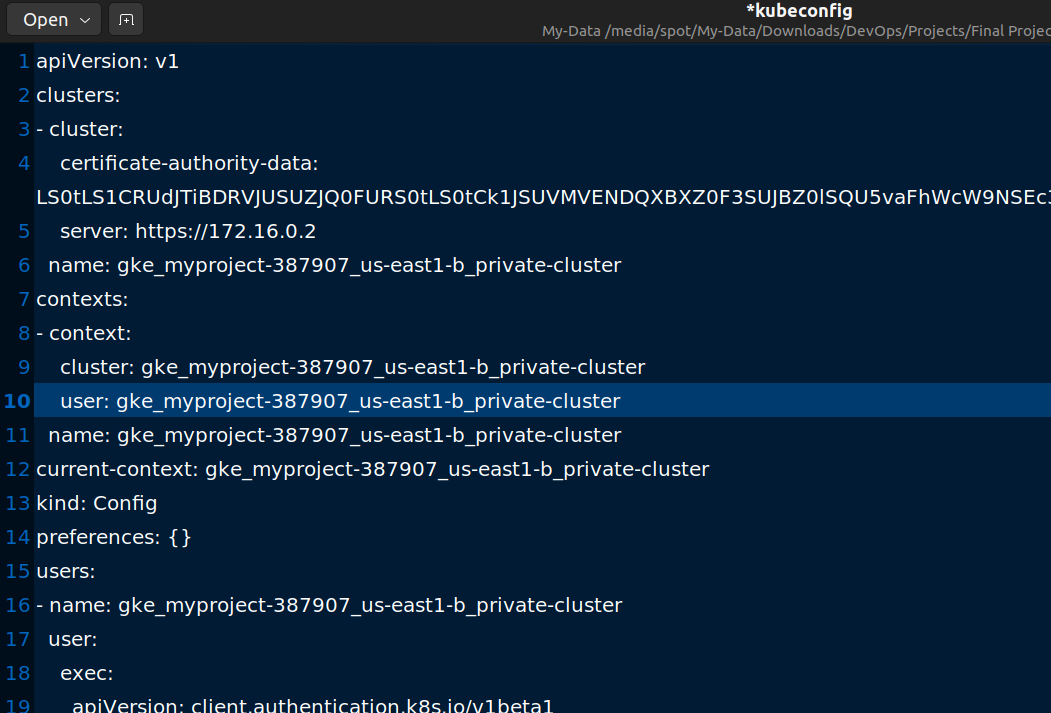 Open
*kubeconfig
My-Data /media/spot/My-Data/Downloads/DevOps/Projects/Final Projec
1 apiVersion: v1
2 clusters:
3 - cluster:
4 certificate-authority-data:
LS0tLS1CRUdJTiBDRVJUSUZJQ0FURS0tLS0tCk1JSUVMVENDQXBXZ0F3SUJBZ0lSQU5vaFhWcW9NSEc3
5 server: https://172.16.0.2
6 name: gke_myproject-387907_us-east1-b_private-cluster
7 contexts:
8 - context:
9 cluster: gke_myproject-387907_us-east1-b_private-cluster
10 user: gke_myproject-387907_us-east1-b_private-cluster
11 name: gke_myproject-387907_us-east1-b_private-cluster
12 current-context: gke_myproject-387907_us-east1-b_private-cluster
13 kind: Config
14 preferences: {}
15 users:
16 - name: gke_myproject-387907_us-east1-b_private-cluster
17 user:
18 exec:
19 apiVersion: client.authentication.k8s.io/v1beta1